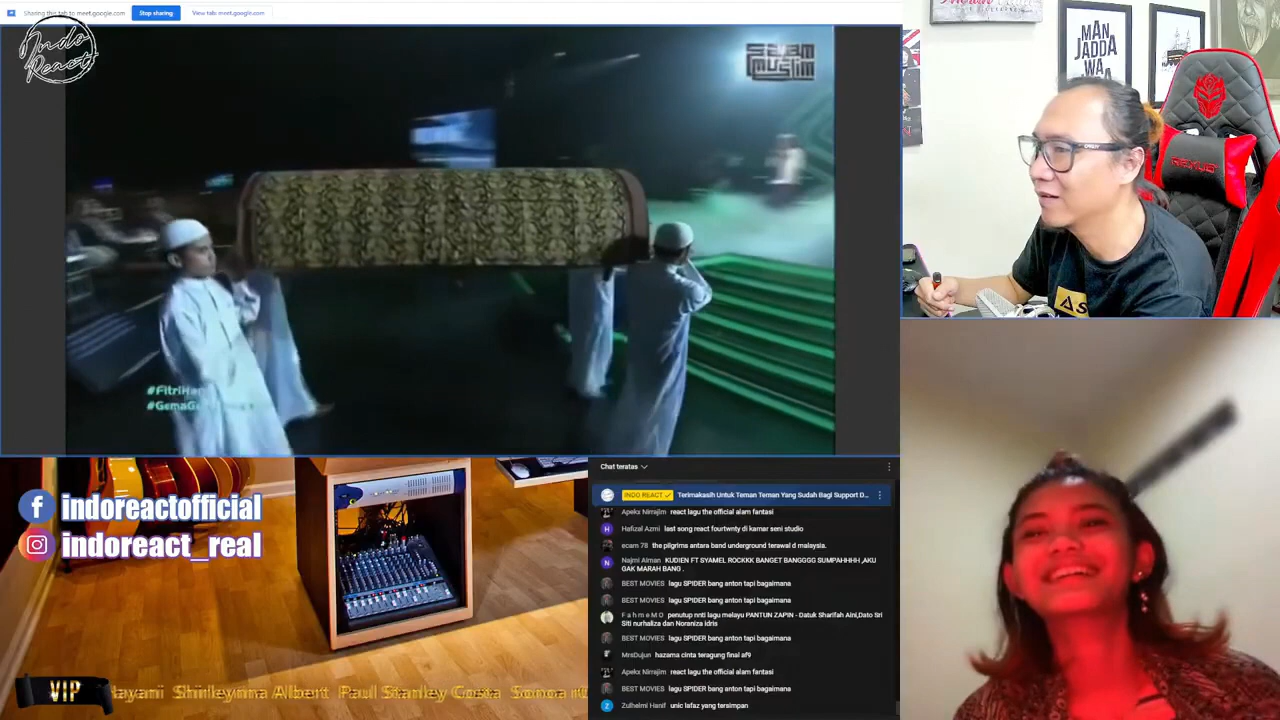 Sharing this tab to meet.google.com
Stop sharing
View tab: meet.google.com
Indo
React
SALAM
MUSLIM
MAN
JADDA
WA
REXUS
AS
indoreactofficial
indoreact_real
VIP
Nayani Shirleynna Albert Paul Stanley Costa
Chat teratas
INDO REACT Terimakasih Untuk Teman Teman Yang Sudah Bagi Support D...
Apekx Nirrajim react lagu the official alam fantasi
Hafizal Azmi last song react fourtwnty di kamar seni studio
ecam 78 the pilgrims antara band underground terawal d malaysia.
Najmi Aiman KUDIEN FT SYAMEL ROCKKK BANGET BANGGGG SUMPAHHHH ,AKU
GAK MARAH BANG .
BEST MOVIES lagu SPIDER bang anton tapi bagaimana
BEST MOVIES lagu SPIDER bang anton tapi bagaimana
F a h m e M O penutup nnti lagu melayu PANTUN ZAPIN - Datuk Sharifah Aini,Dato Sri
Siti nurhaliza dan Noraniza idris
BEST MOVIES lagu SPIDER bang anton tapi bagaimana
MrsDujun hazama cinta teragung final af9
Apekx Nirrajim react lagu the official alam fantasi
BEST MOVIES lagu SPIDER bang anton tapi bagaimana
Zulhelmi Hanif unic lafaz yang tersimpan